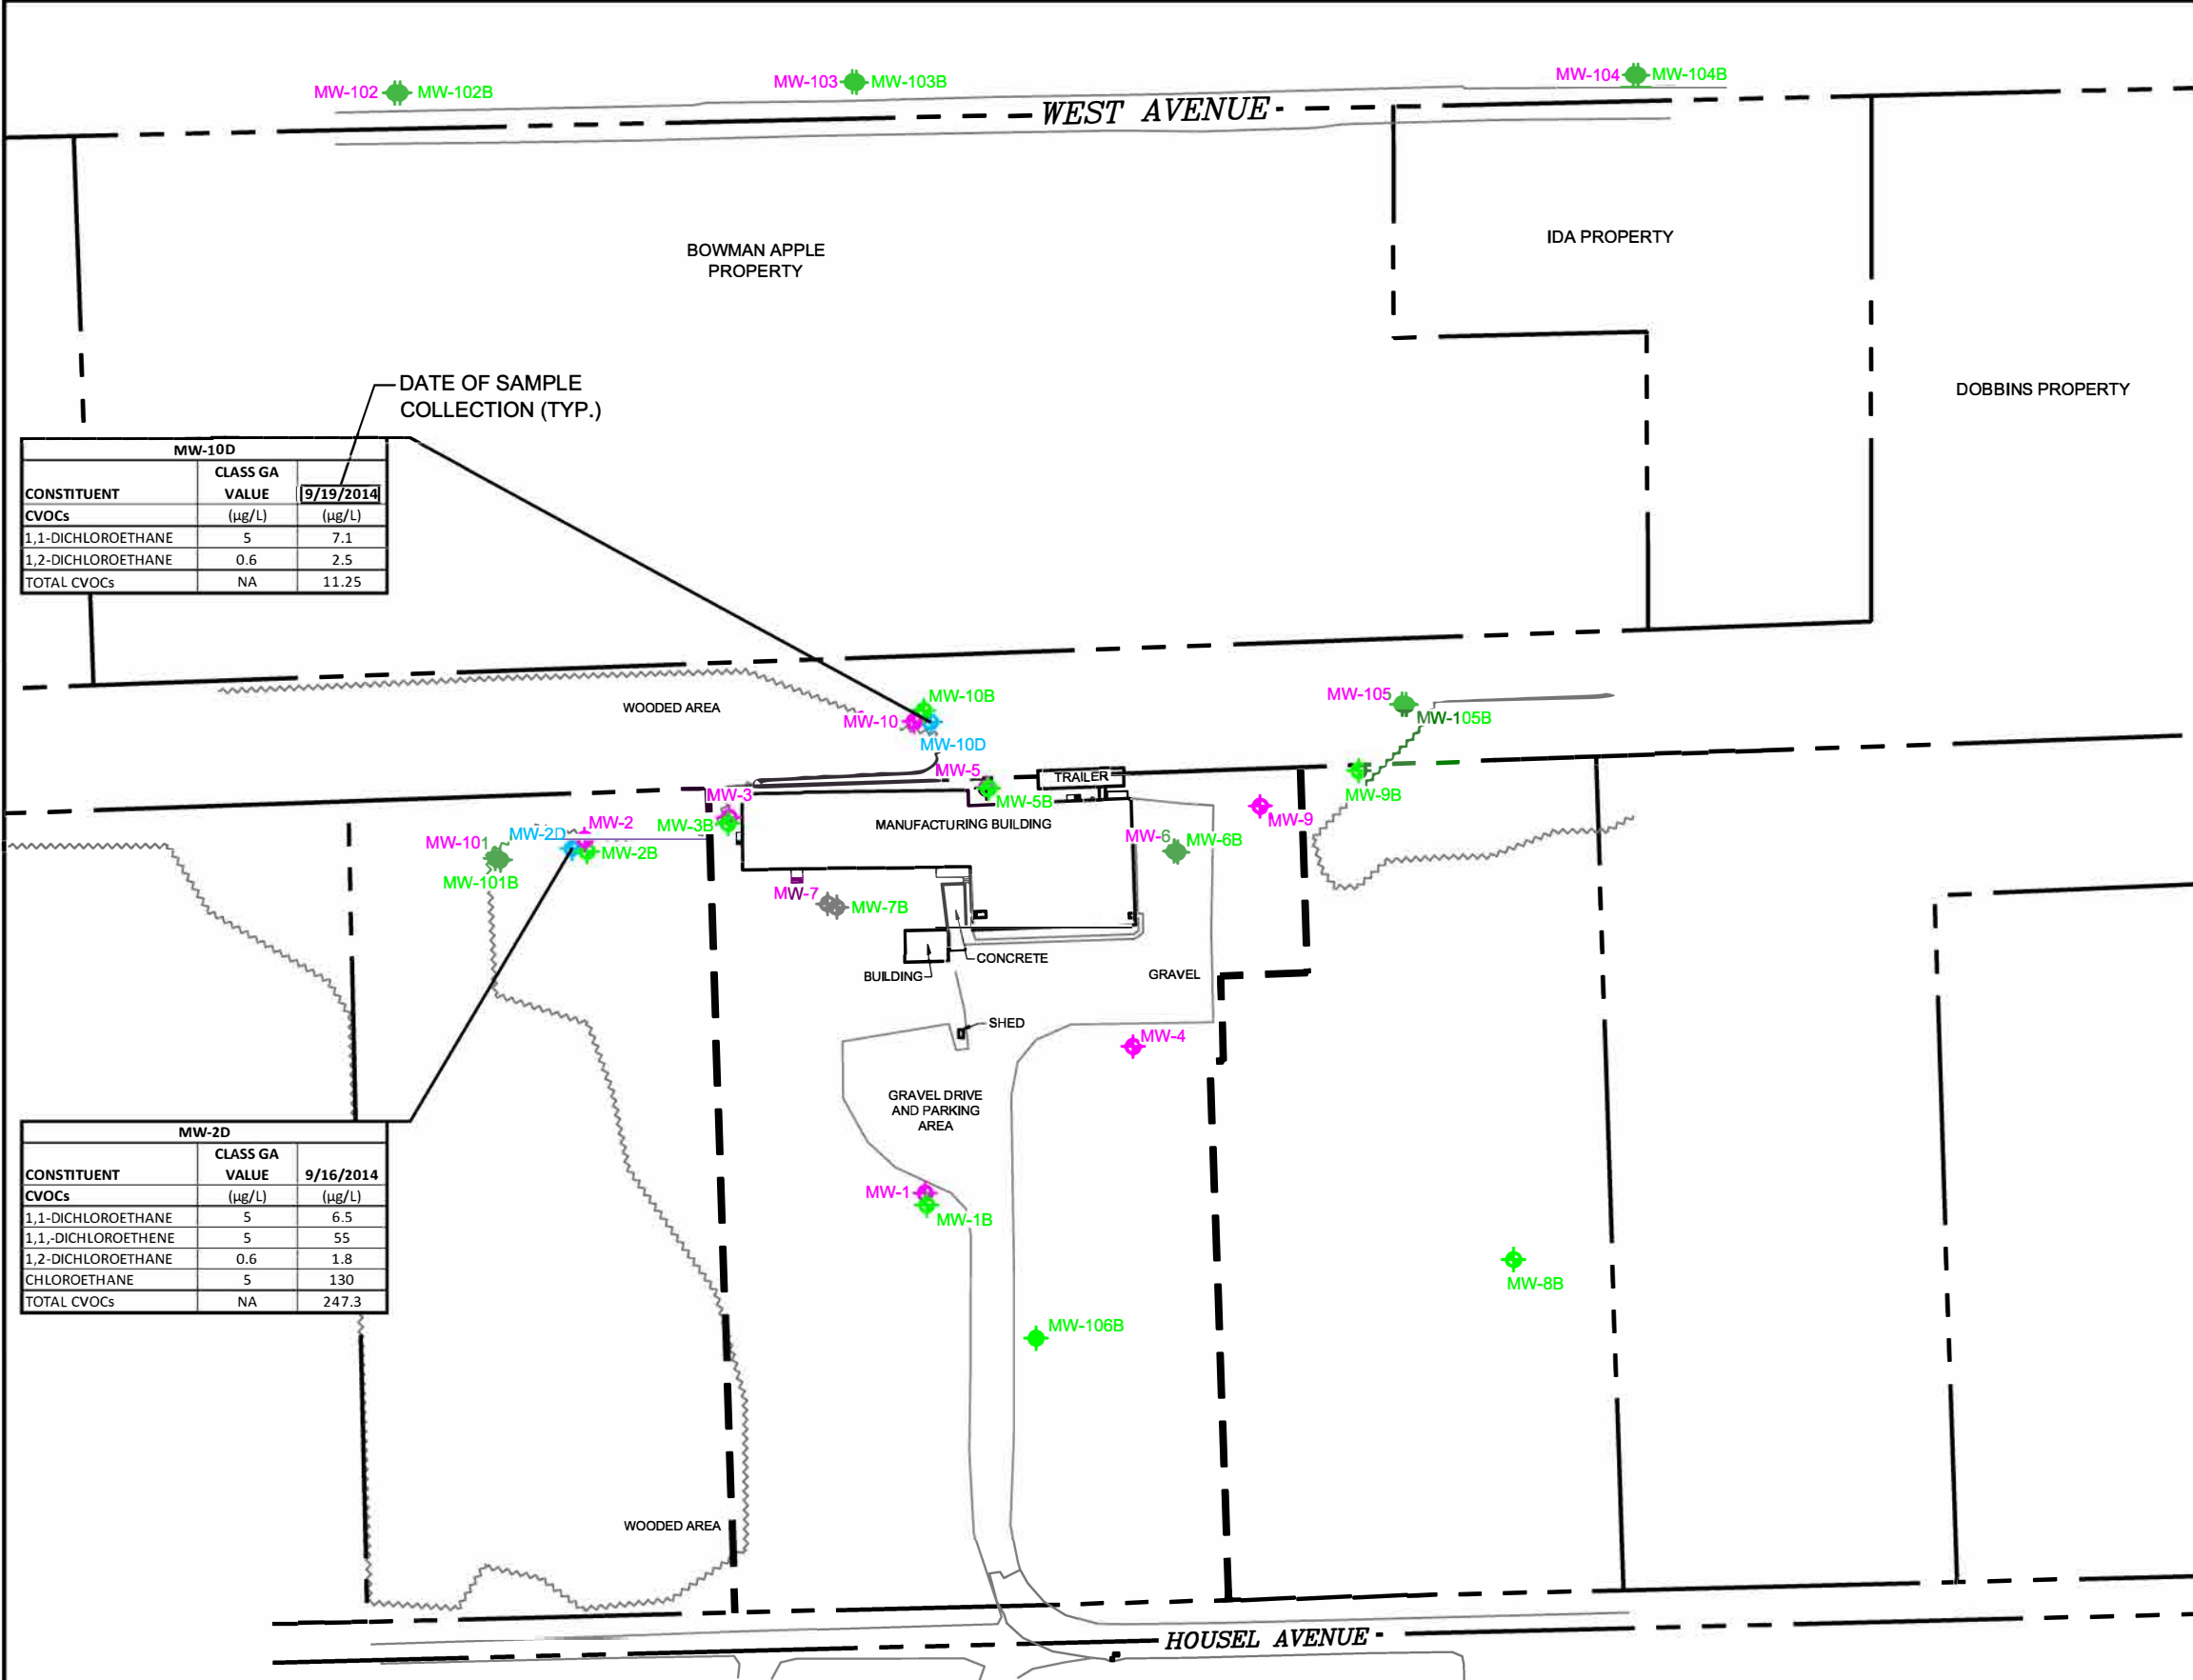 MW-102 MW-102B
MW-103 MW-103B
MW-104 MW-104B
WEST AVENUE
BOWMAN APPLE
PROPERTY
IDA PROPERTY
DOBBINS PROPERTY
DATE OF SAMPLE
COLLECTION (TYP.)
MW-10D
CLASS GA
CONSTITUENT VALUE 9/19/2014
CVOCs (µg/L) (µg/L)
1,1-DICHLOROETHANE 5 7.1
1,2-DICHLOROETHANE 0.6 2.5
TOTAL CVOCs NA 11.25
WOODED AREA
MW-10B
MW-10
MW-10D
MW-105
MW-105B
MW-5
TRAILER
MW-5B
MW-9B
MW-3
MW-3B
MANUFACTURING BUILDING
MW-9
MW-2D
MW-2
MW-2B
MW-101
MW-101B
MW-6
MW-6B
MW-7
MW-7B
CONCRETE
BUILDING
GRAVEL
SHED
MW-4
GRAVEL DRIVE
AND PARKING
AREA
MW-2D
CLASS GA
CONSTITUENT VALUE 9/16/2014
CVOCs (µg/L) (µg/L)
1,1-DICHLOROETHANE 5 6.5
1,1,-DICHLOROETHENE 5 55
1,2-DICHLOROETHANE 0.6 1.8
CHLOROETHANE 5 130
TOTAL CVOCs NA 247.3
MW-1
MW-1B
MW-8B
MW-106B
WOODED AREA
HOUSEL AVENUE